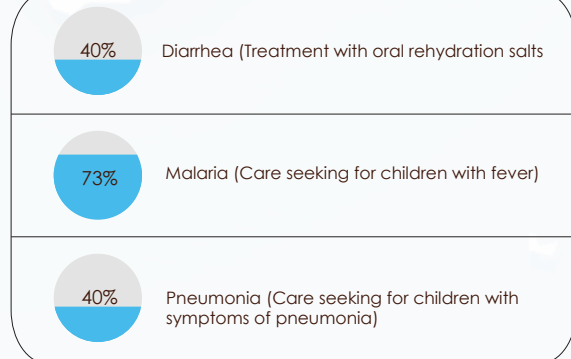 40%
Diarrhea (Treatment with oral rehydration salts
73%
Malaria (Care seeking for children with fever)
40%
Pneumonia (Care seeking for children with
symptoms of pneumonia)